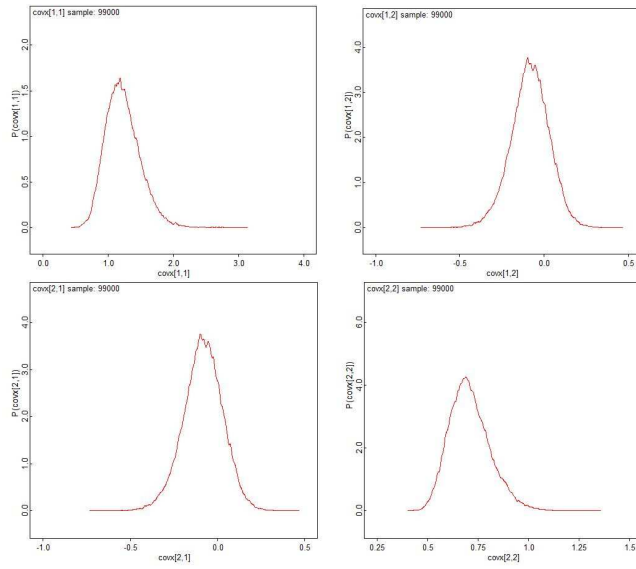 covx[1,1] sample: 99000
P(covx[1,1])
2.0
1.5
1.0
0.5
0.0
0.0 1.0 2.0 3.0 4.0
covx[1,1]
covx[1,2] sample: 99000
P(covx[1,2])
4.0
3.0
2.0
1.0
0.0
-1.0 -0.5 0.0 0.5
covx[1,2]
covx[2,1] sample: 99000
P(covx[2,1])
4.0
3.0
2.0
1.0
0.0
-1.0 -0.5 0.0 0.5
covx[2,1]
covx[2,2] sample: 99000
P(covx[2,2])
6.0
4.0
2.0
0.0
0.25 0.5 0.75 1.0 1.25 1.5
covx[2,2]